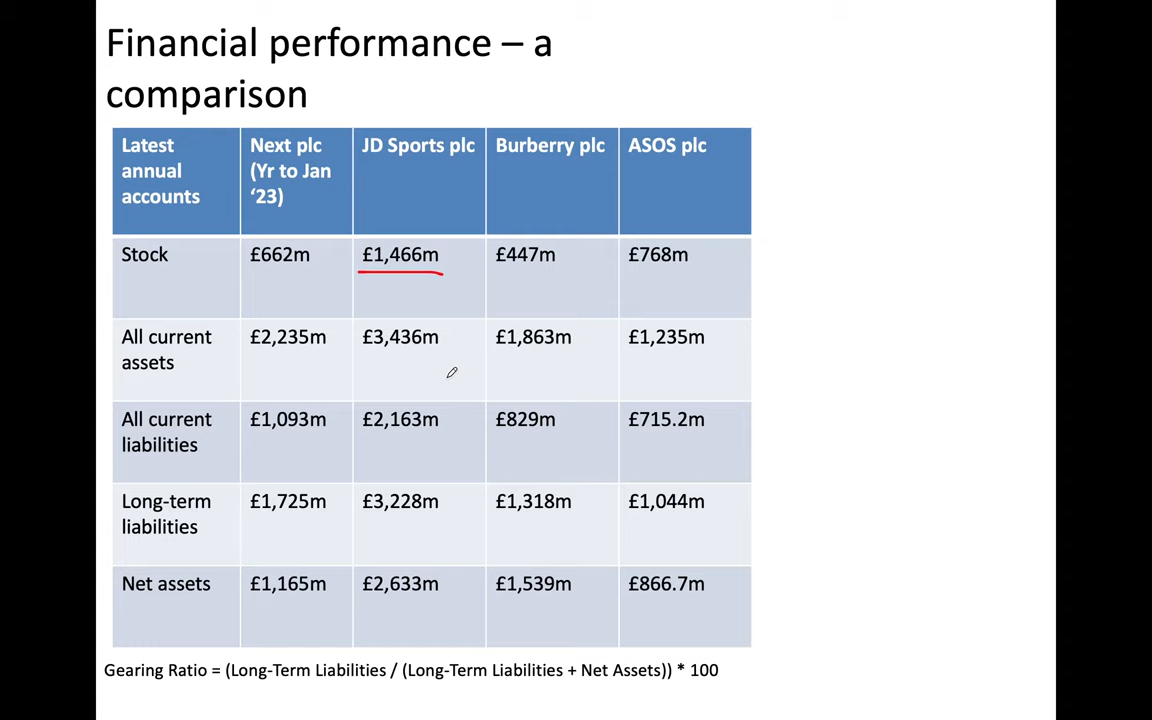 Financial performance – a
comparison
Latest annual accounts | Next plc (Yr to Jan ‘23) | JD Sports plc | Burberry plc | ASOS plc
Stock | £662m | £1,466m | £447m | £768m
All current assets | £2,235m | £3,436m | £1,863m | £1,235m
All current liabilities | £1,093m | £2,163m | £829m | £715.2m
Long-term liabilities | £1,725m | £3,228m | £1,318m | £1,044m
Net assets | £1,165m | £2,633m | £1,539m | £866.7m
Gearing Ratio = (Long-Term Liabilities / (Long-Term Liabilities + Net Assets)) * 100